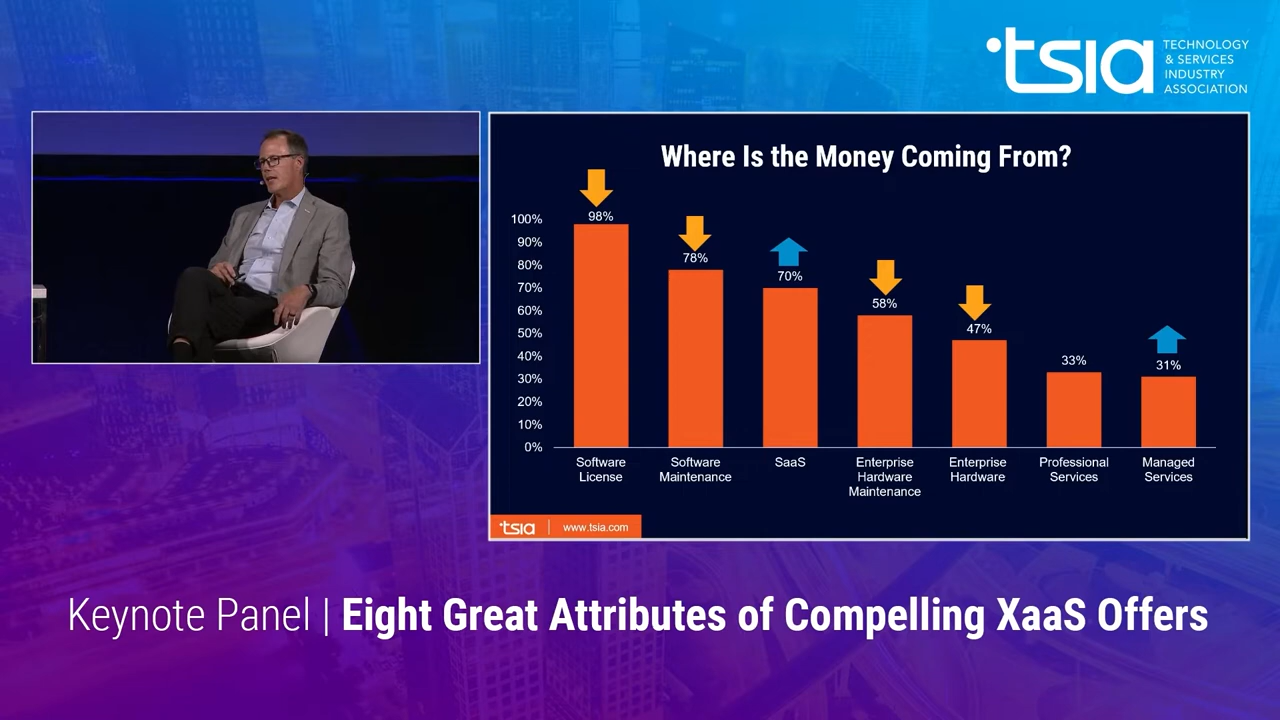 tsia
TECHNOLOGY
& SERVICES
INDUSTRY
ASSOCIATION
Where Is the Money Coming From?
100%
90%
80%
70%
60%
50%
40%
30%
20%
10%
0%
98%
78%
70%
58%
47%
33%
31%
Software
License
Software
Maintenance
SaaS
Enterprise
Hardware
Maintenance
Enterprise
Hardware
Professional
Services
Managed
Services
tsia | www.tsia.com
Keynote Panel | Eight Great Attributes of Compelling XaaS Offers